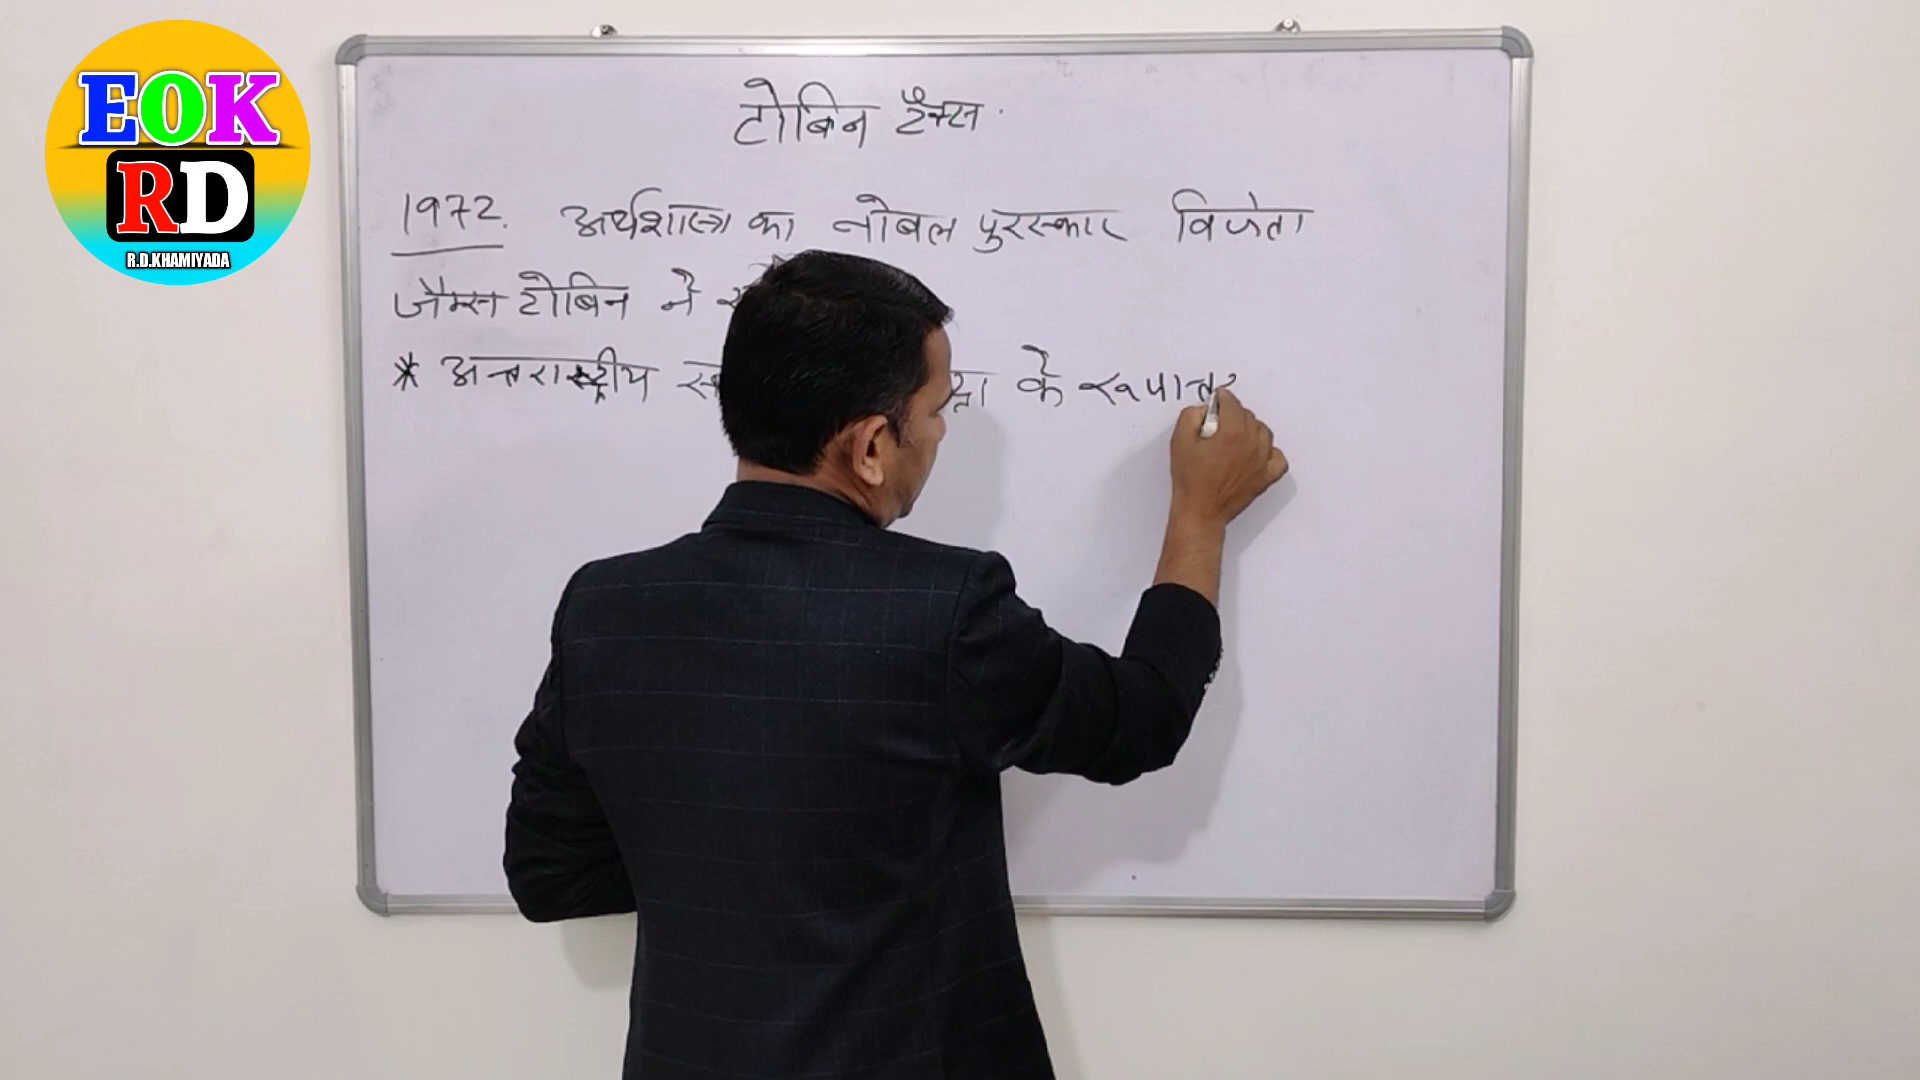 EOK
RD
R.D.KHAMIYADA
टोबिन टैक्स.
1972. अर्थशास्त्र का नोबल पुरस्कार विजेता
जैम्स टोबिन ने
* अन्तराष्ट्रीय के रूपान्तर